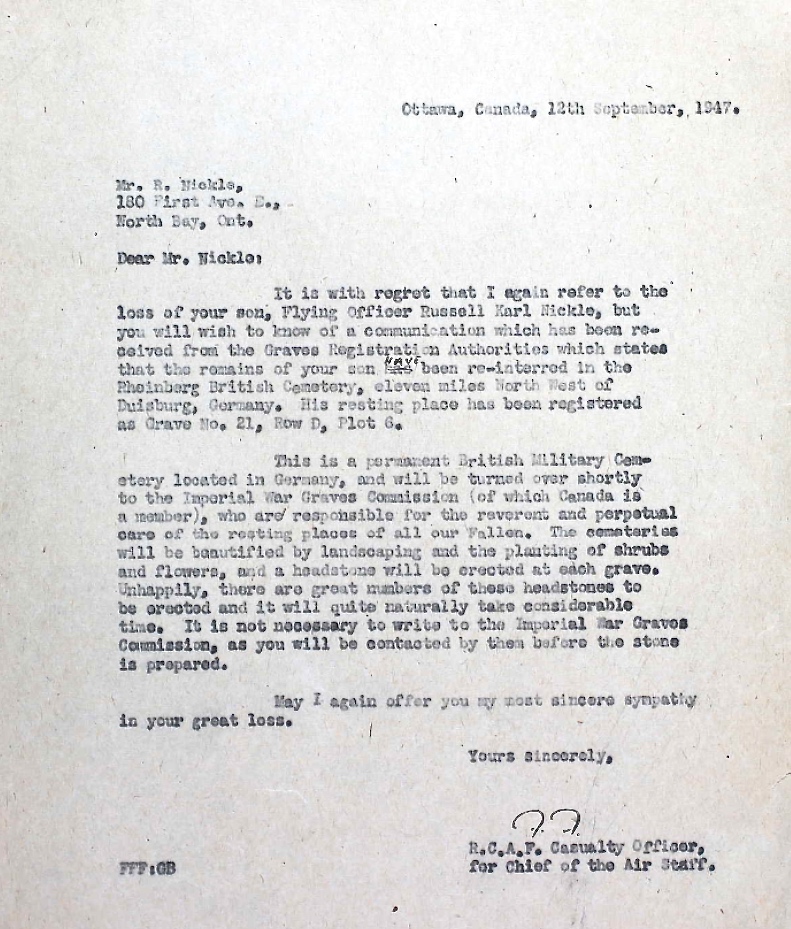 Ottawa, Canada, 12th September, 1947.
Mr. R. Nickle,
180 First Ave. E.,
North Bay, Ont.
Dear Mr. Nickle:
It is with regret that I again refer to the
loss of your son, Flying Officer Russell Karl Nickle, but
you will wish to know of a communication which has been re-
ceived from the Graves Registration Authorities which states
that the remains of your son have been re-interred in the
Rheinberg British Cemetery, eleven miles North West of
Duisburg, Germany. His resting place has been registered
as Grave No. 21, Row D, Plot 6.
This is a permanent British Military Cem-
etery located in Germany, and will be turned over shortly
to the Imperial War Graves Commission (of which Canada is
a member), who are responsible for the reverent and perpetual
care of the resting places of all our Fallen. The cemeteries
will be beautified by landscaping and the planting of shrubs
and flowers, and a headstone will be erected at each grave.
Unhappily, there are great numbers of these headstones to
be erected and it will quite naturally take considerable
time. It is not necessary to write to the Imperial War Graves
Commission, as you will be contacted by them before the stone
is prepared.
May I again offer you my most sincere sympathy
in your great loss.
Yours sincerely,
R.C.A.F. Casualty Officer,
for Chief of the Air Staff.
FFF:GB